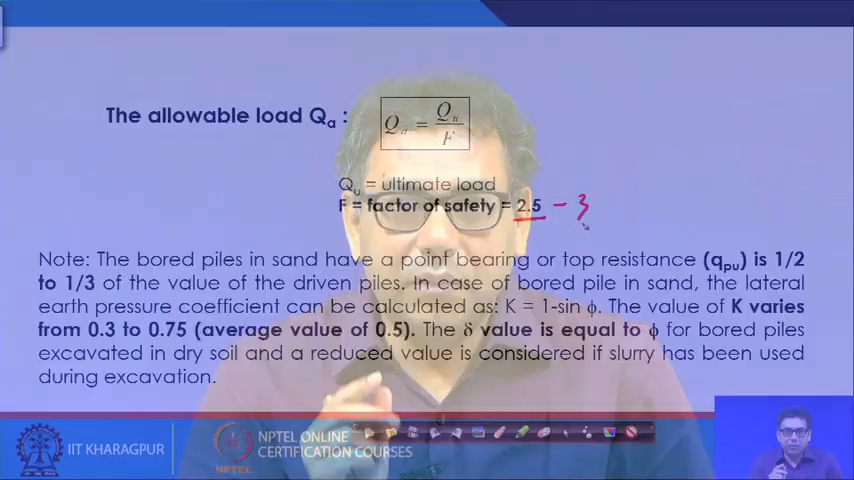 The allowable load Qa :
Qa = Qu / F
Qu = ultimate load
F = factor of safety = 2.5 - 3
Note: The bored piles in sand have a point bearing or top resistance (qpu) is 1/2
to 1/3 of the value of the driven piles. In case of bored pile in sand, the lateral
earth pressure coefficient can be calculated as: K = 1-sin ϕ. The value of K varies
from 0.3 to 0.75 (average value of 0.5). The δ value is equal to ϕ for bored piles
excavated in dry soil and a reduced value is considered if slurry has been used
during excavation.
IIT KHARAGPUR
NPTEL
NPTEL ONLINE
CERTIFICATION COURSES